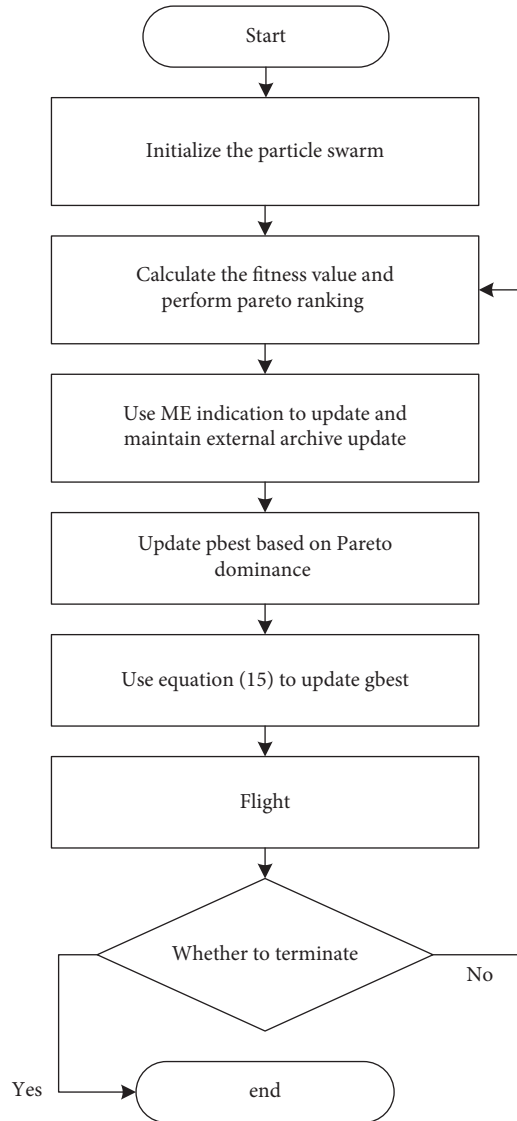 Start
Initialize the particle swarm
Calculate the fitness value and
perform pareto ranking
Use ME indication to update and
maintain external archive update
Update pbest based on Pareto
dominance
Use equation (15) to update gbest
Flight
Whether to terminate
No
Yes
end